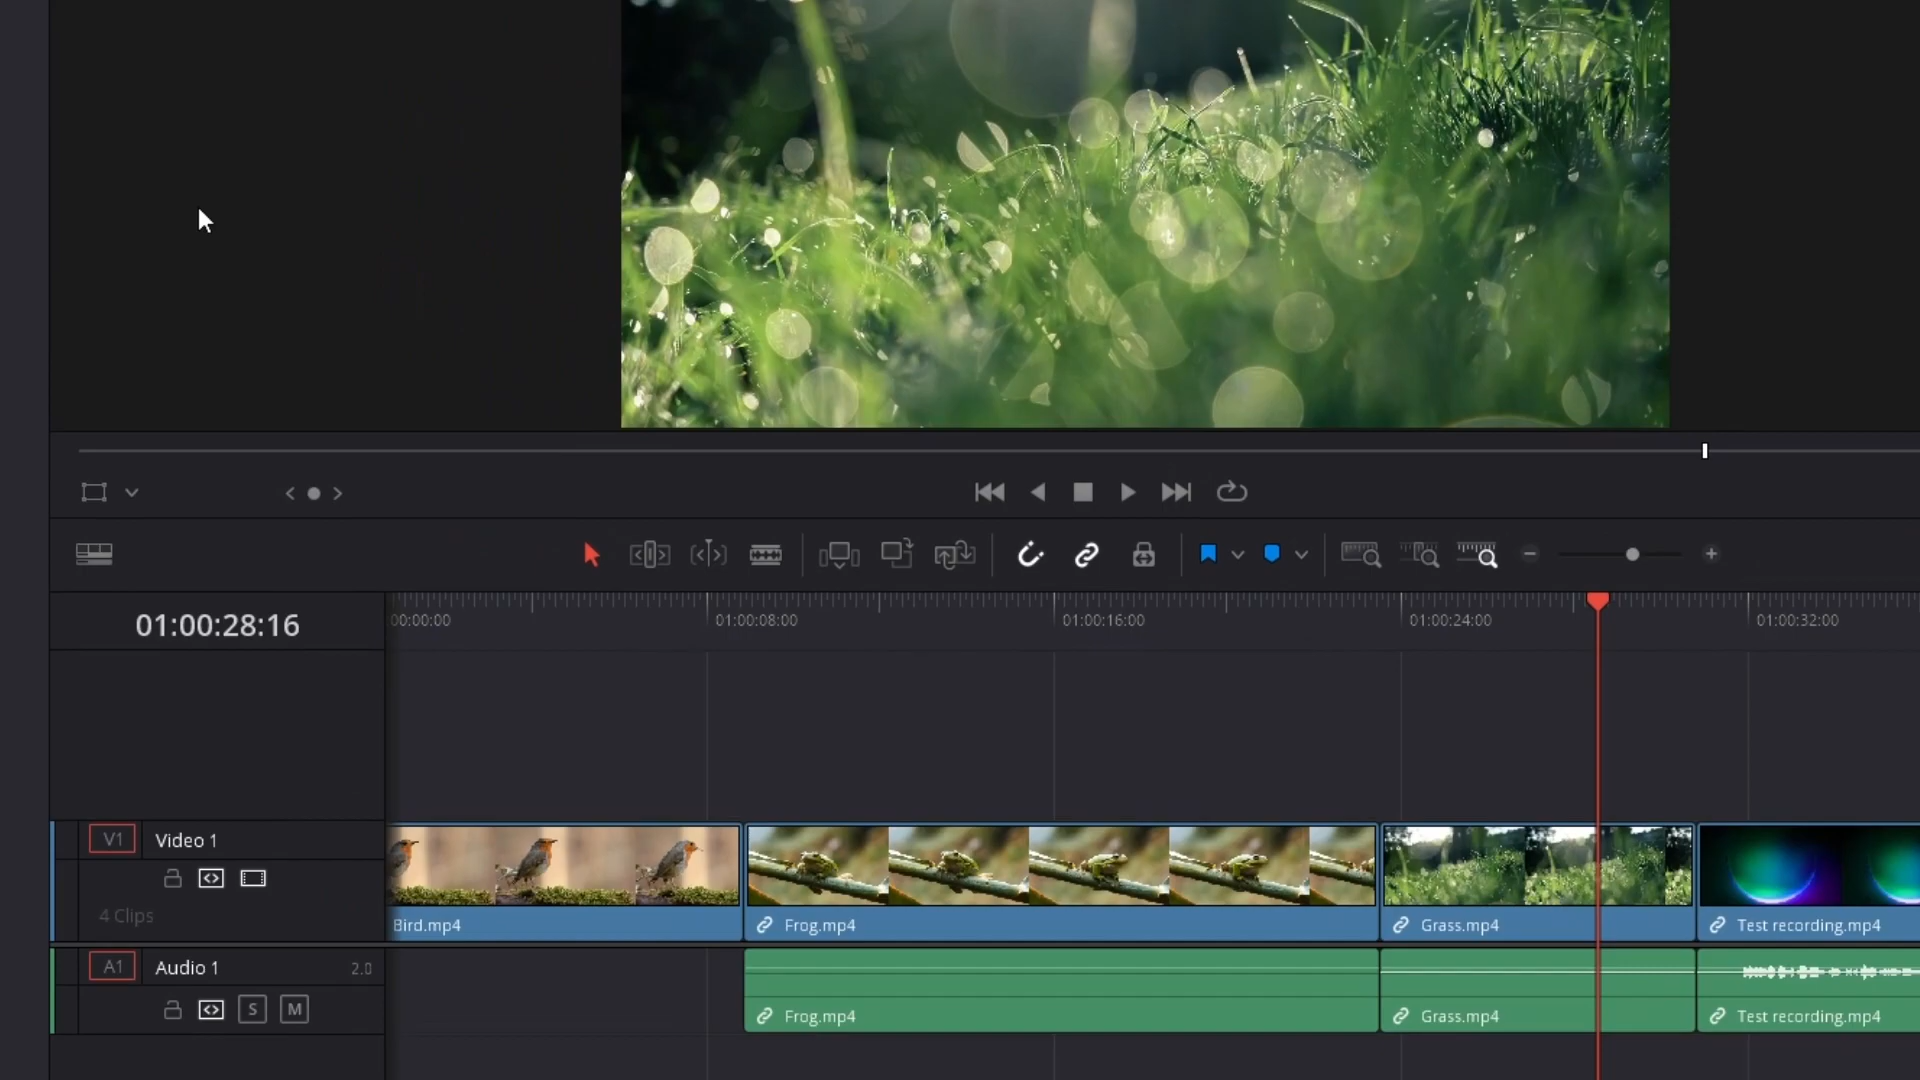 01:00:28:16
00:00:00
01:00:08:00
01:00:16:00
01:00:24:00
01:00:32:00
V1
Video 1
4 Clips
Bird.mp4
Frog.mp4
Grass.mp4
Test recording.mp4
A1
Audio 1
2.0
S
M
Frog.mp4
Grass.mp4
Test recording.mp4